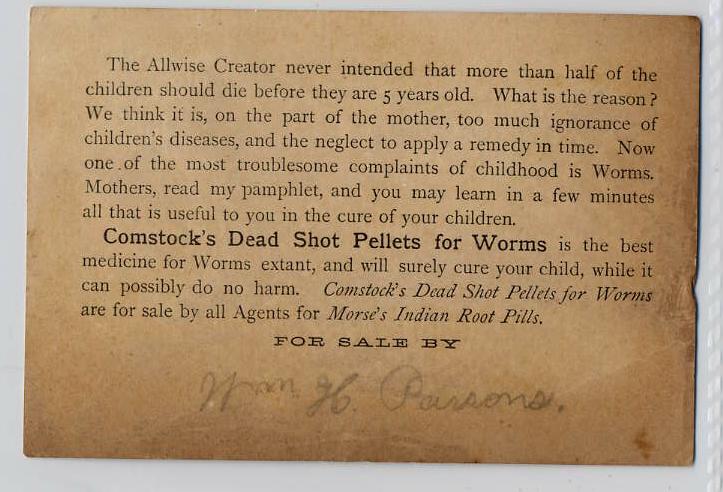 The Allwise Creator never intended that more than half of the
children should die before they are 5 years old. What is the reason?
We think it is, on the part of the mother, too much ignorance of
children's diseases, and the neglect to apply a remedy in time. Now
one of the most troublesome complaints of childhood is Worms.
Mothers, read my pamphlet, and you may learn in a few minutes
all that is useful to you in the cure of your children.
Comstock's Dead Shot Pellets for Worms is the best
medicine for Worms extant, and will surely cure your child, while it
can possibly do no harm. Comstock's Dead Shot Pellets for Worms
are for sale by all Agents for Morse's Indian Root Pills.
FOR SALE BY
Wm. H. Parsons.